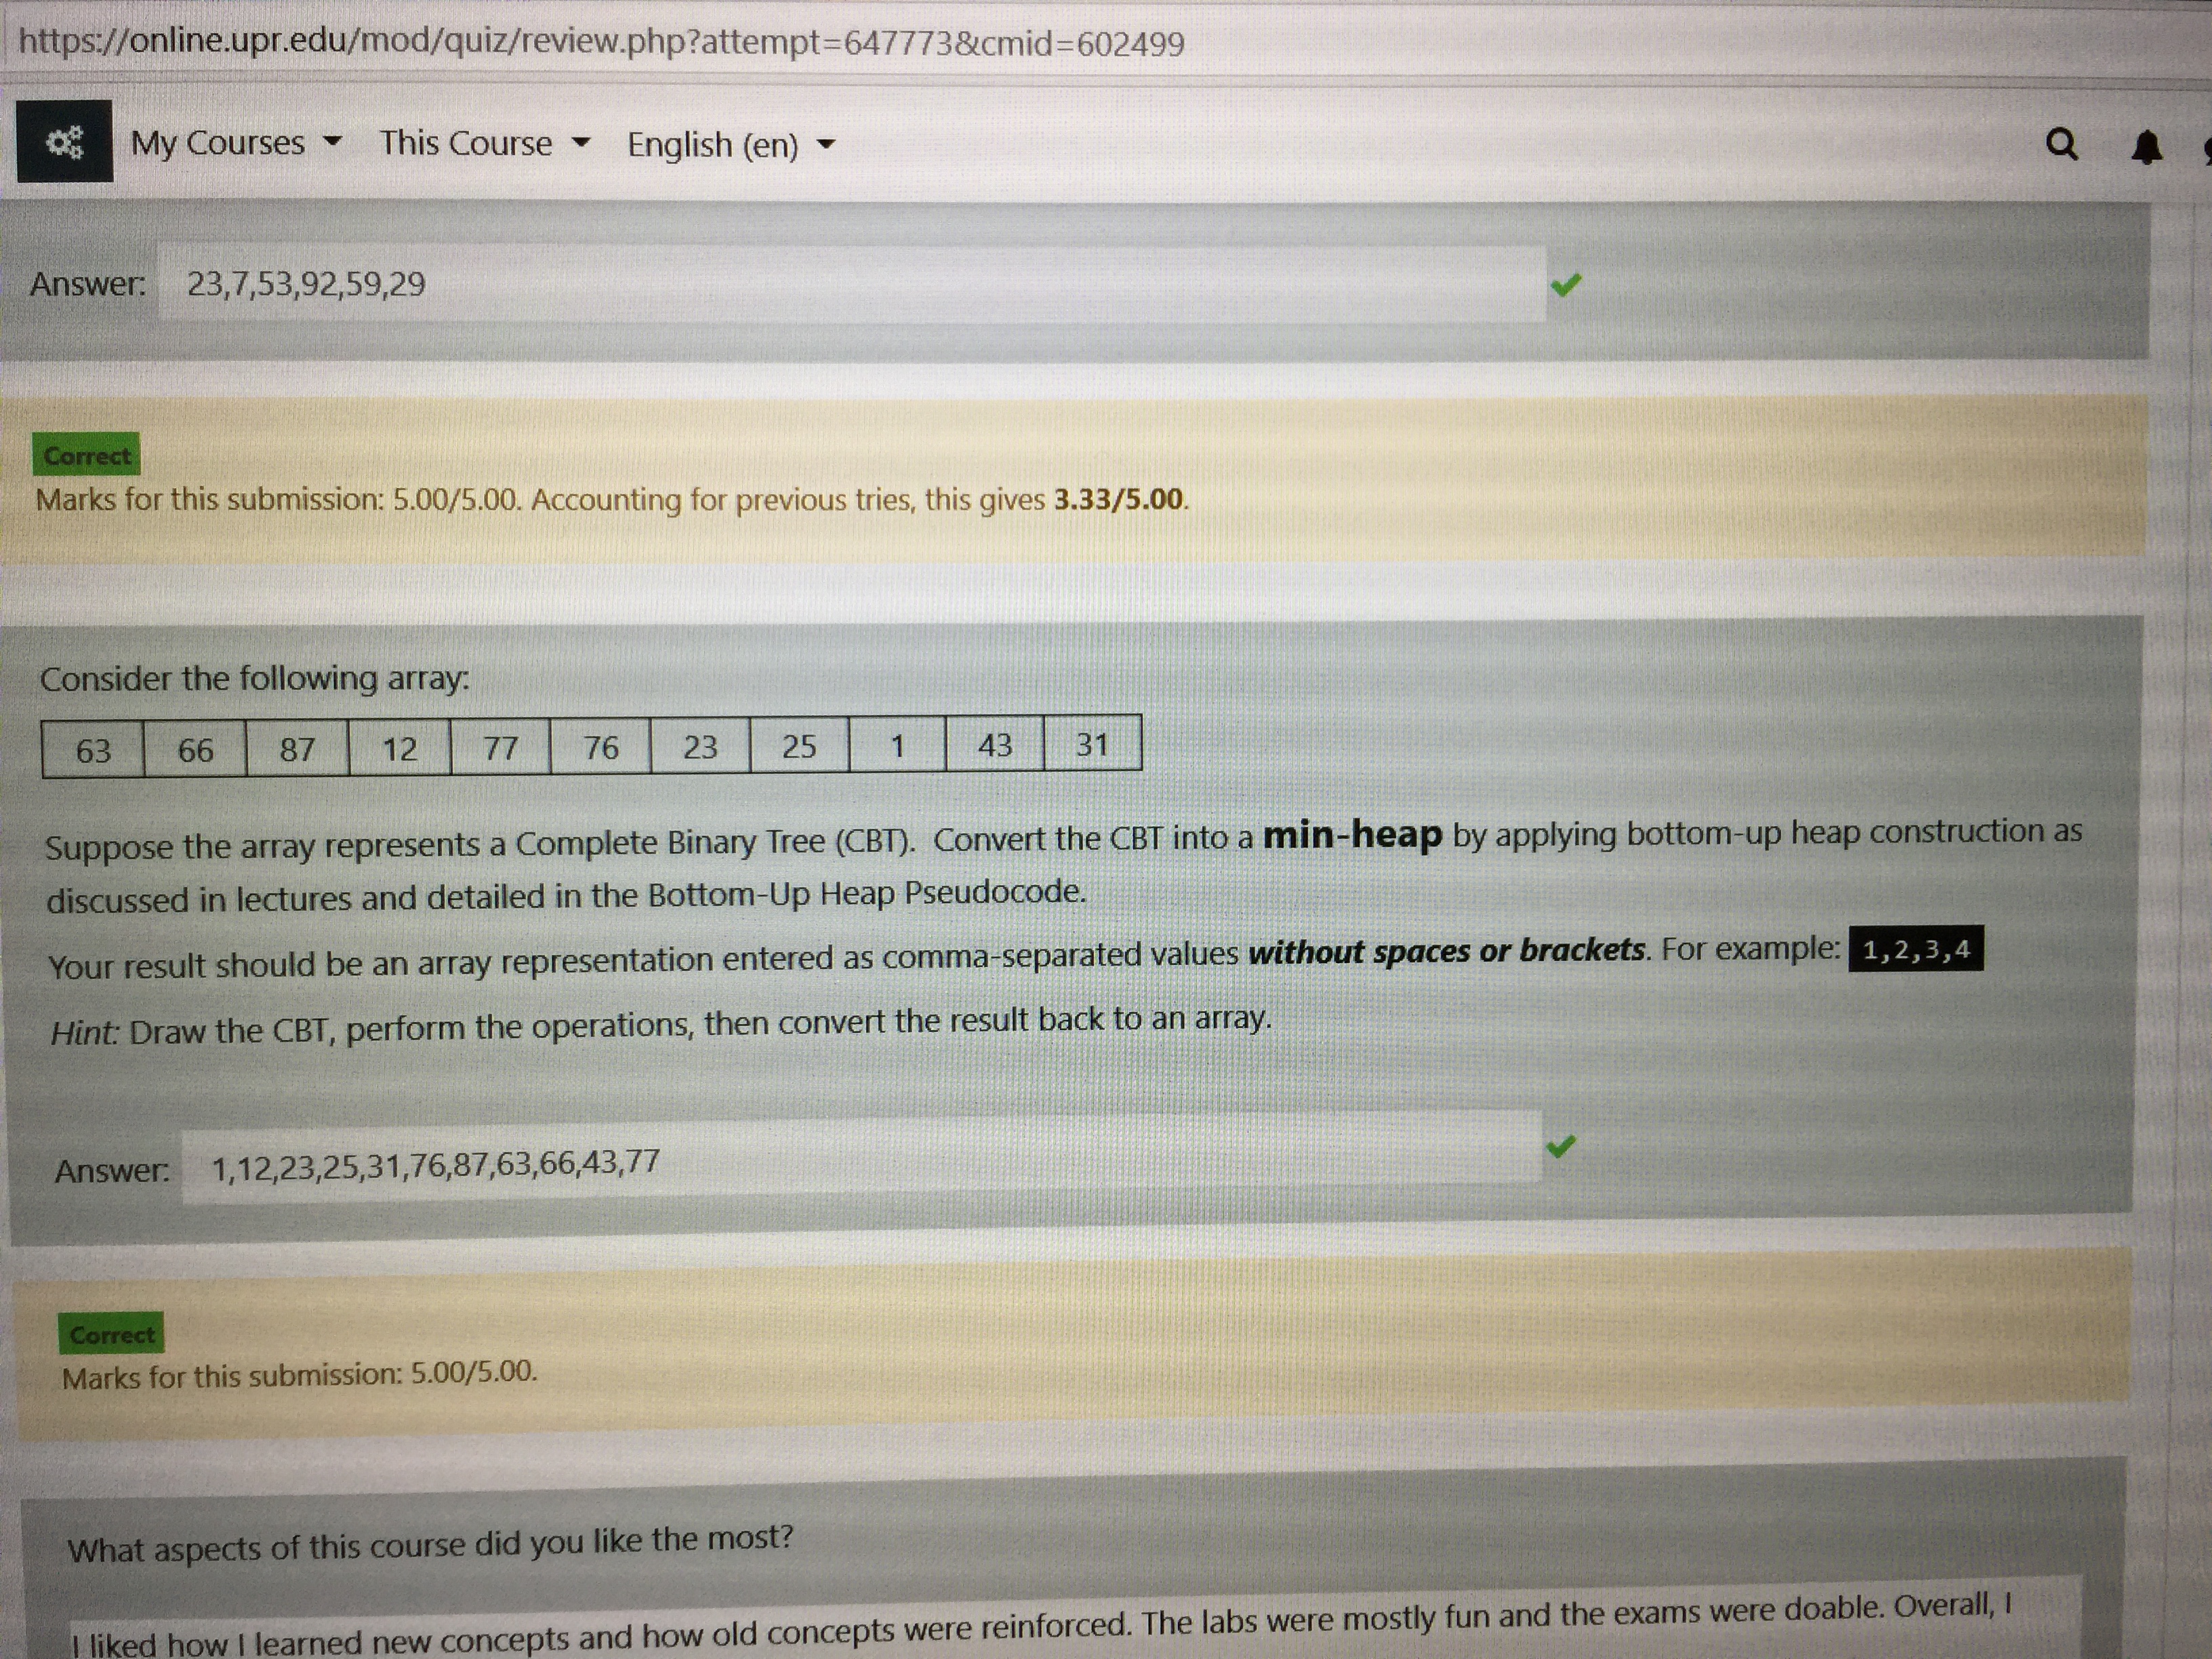 https://online.upr.edu/mod/quiz/review.php?attempt=647773&cmid=602499
My Courses This Course English (en)
Answer: 23,7,53,92,59,29
Correct
Marks for this submission: 5.00/5.00. Accounting for previous tries, this gives 3.33/5.00.
Consider the following array:
63 66 87 12 77 76 23 25 1 43 31
Suppose the array represents a Complete Binary Tree (CBT). Convert the CBT into a min-heap by applying bottom-up heap construction as
discussed in lectures and detailed in the Bottom-Up Heap Pseudocode.
Your result should be an array representation entered as comma-separated values without spaces or brackets. For example: 1,2,3,4
Hint: Draw the CBT, perform the operations, then convert the result back to an array.
Answer: 1,12,23,25,31,76,87,63,66,43,77
Correct
Marks for this submission: 5.00/5.00.
What aspects of this course did you like the most?
I liked how I learned new concepts and how old concepts were reinforced. The labs were mostly fun and the exams were doable. Overall, I